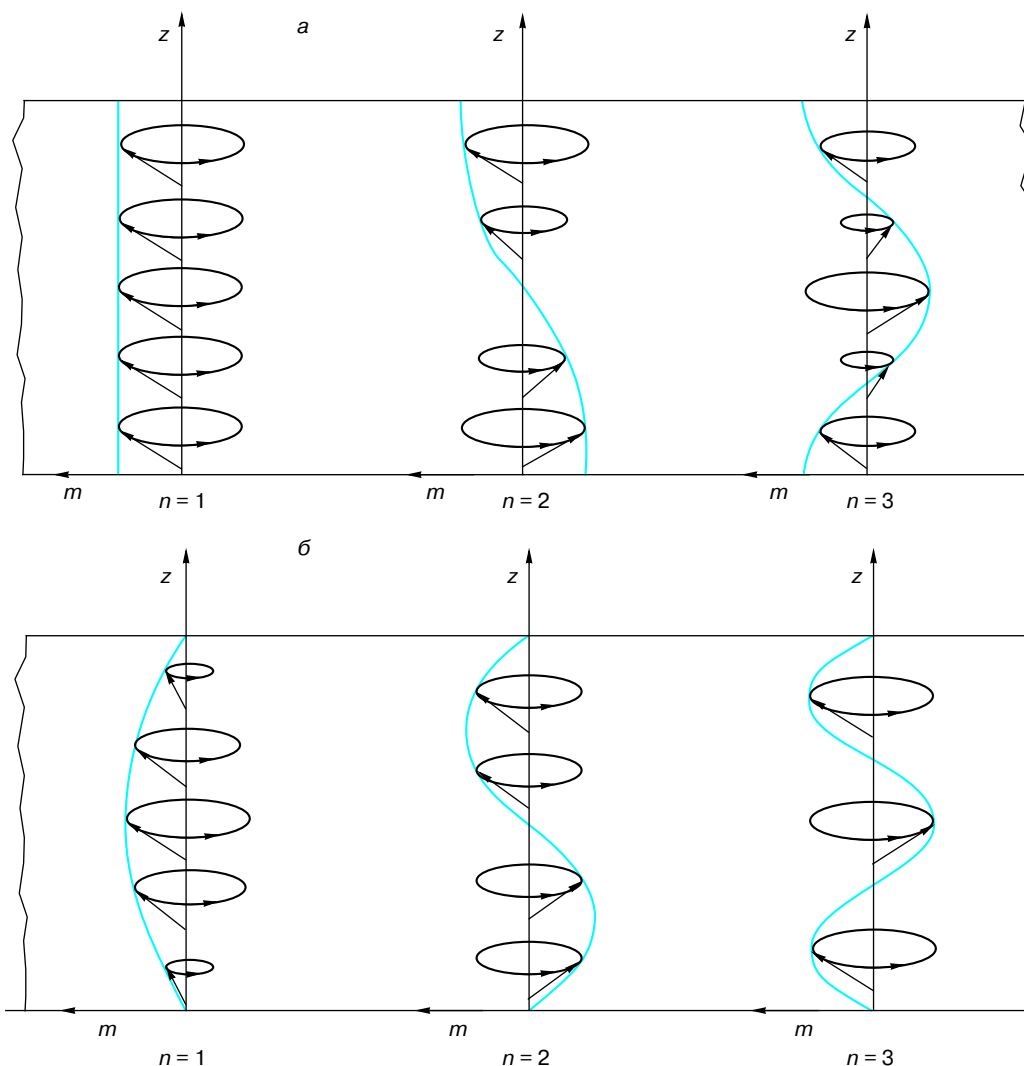 а
z z z
m m m
n = 1 n = 2 n = 3
б
z z z
m m m
n = 1 n = 2 n = 3